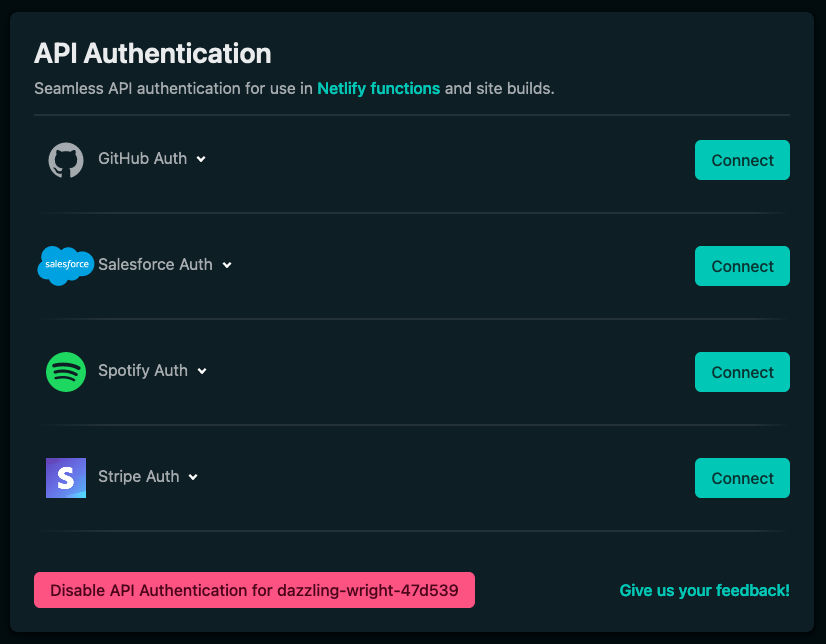 API Authentication
Seamless API authentication for use in Netlify functions and site builds.
GitHub Auth
Connect
salesforce
Salesforce Auth
Connect
Spotify Auth
Connect
S
Stripe Auth
Connect
Disable API Authentication for dazzling-wright-47d539
Give us your feedback!